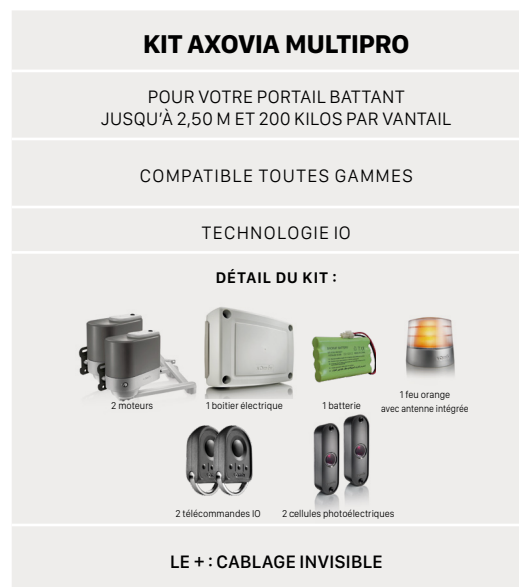 KIT AXOVIA MULTIPRO
POUR VOTRE PORTAIL BATTANT
JUSQU'À 2,50 M ET 200 KILOS PAR VANTAIL
COMPATIBLE TOUTES GAMMES
TECHNOLOGIE IO
DÉTAIL DU KIT :
2 moteurs
1 boitier électrique
1 batterie
1 feu orange
avec antenne intégrée
2 télécommandes IO
2 cellules photoélectriques
LE + : CABLAGE INVISIBLE